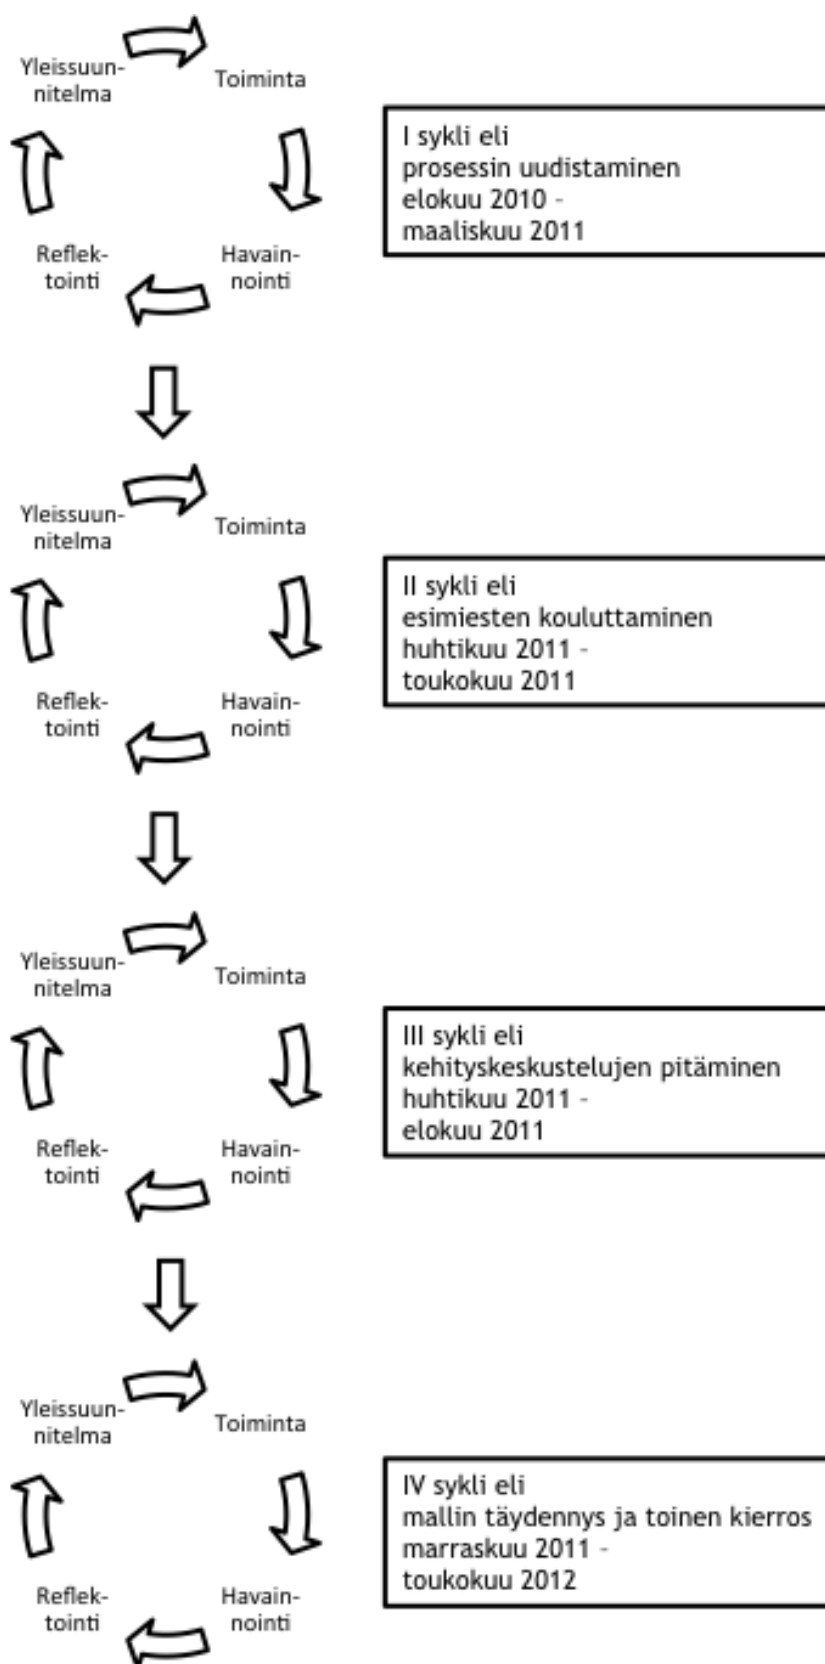 Yleissuun-
nitelma
Toiminta
Reflek-
tointi
Havain-
nointi
I sykli eli
prosessin uudistaminen
elokuu 2010 -
maaliskuu 2011
Yleissuun-
nitelma
Toiminta
Reflek-
tointi
Havain-
nointi
II sykli eli
esimiesten kouluttaminen
huhtikuu 2011 -
toukokuu 2011
Yleissuun-
nitelma
Toiminta
Reflek-
tointi
Havain-
nointi
III sykli eli
kehityskeskustelujen pitäminen
huhtikuu 2011 -
elokuu 2011
Yleissuun-
nitelma
Toiminta
Reflek-
tointi
Havain-
nointi
IV sykli eli
mallin täydennys ja toinen kierros
marraskuu 2011 -
toukokuu 2012